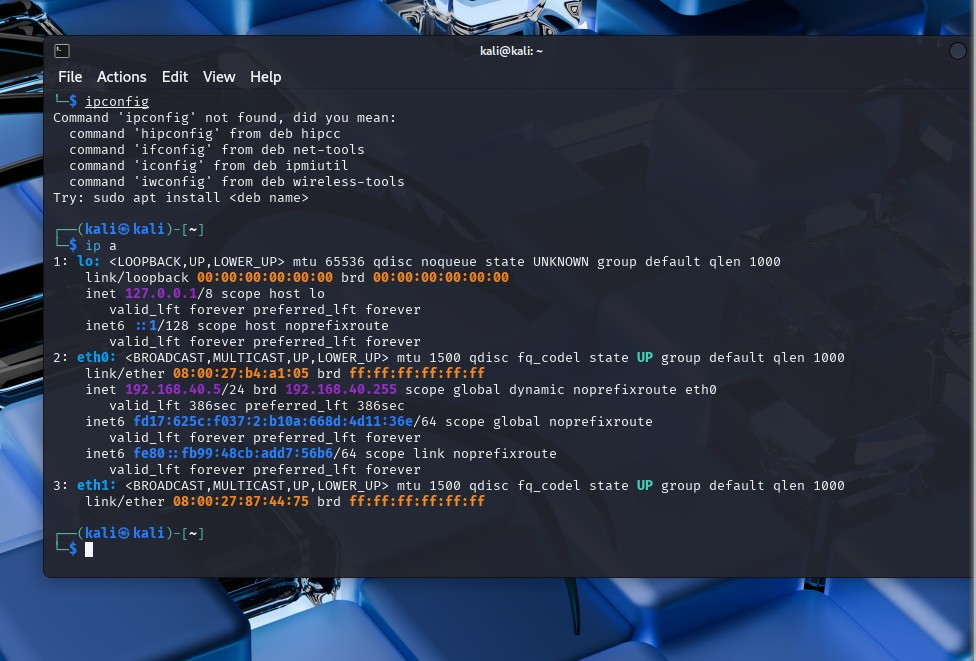 kali@kali: ~
File Actions Edit View Help
└─$ ipconfig
Command 'ipconfig' not found, did you mean:
  command 'hipconfig' from deb hipcc
  command 'ifconfig' from deb net-tools
  command 'iconfig' from deb ipmiutil
  command 'iwconfig' from deb wireless-tools
Try: sudo apt install <deb name>
┌──(kali㉿kali)-[~]
└─$ ip a
1: lo: <LOOPBACK,UP,LOWER_UP> mtu 65536 qdisc noqueue state UNKNOWN group default qlen 1000
    link/loopback 00:00:00:00:00:00 brd 00:00:00:00:00:00
    inet 127.0.0.1/8 scope host lo
       valid_lft forever preferred_lft forever
    inet6 ::1/128 scope host noprefixroute
       valid_lft forever preferred_lft forever
2: eth0: <BROADCAST,MULTICAST,UP,LOWER_UP> mtu 1500 qdisc fq_codel state UP group default qlen 1000
    link/ether 08:00:27:b4:a1:05 brd ff:ff:ff:ff:ff:ff
    inet 192.168.40.5/24 brd 192.168.40.255 scope global dynamic noprefixroute eth0
       valid_lft 386sec preferred_lft 386sec
    inet6 fd17:625c:f037:2:b10a:668d:4d11:36e/64 scope global noprefixroute
       valid_lft forever preferred_lft forever
    inet6 fe80::fb99:48cb:add7:56b6/64 scope link noprefixroute
       valid_lft forever preferred_lft forever
3: eth1: <BROADCAST,MULTICAST,UP,LOWER_UP> mtu 1500 qdisc fq_codel state UP group default qlen 1000
    link/ether 08:00:27:87:44:75 brd ff:ff:ff:ff:ff:ff
┌──(kali㉿kali)-[~]
└─$